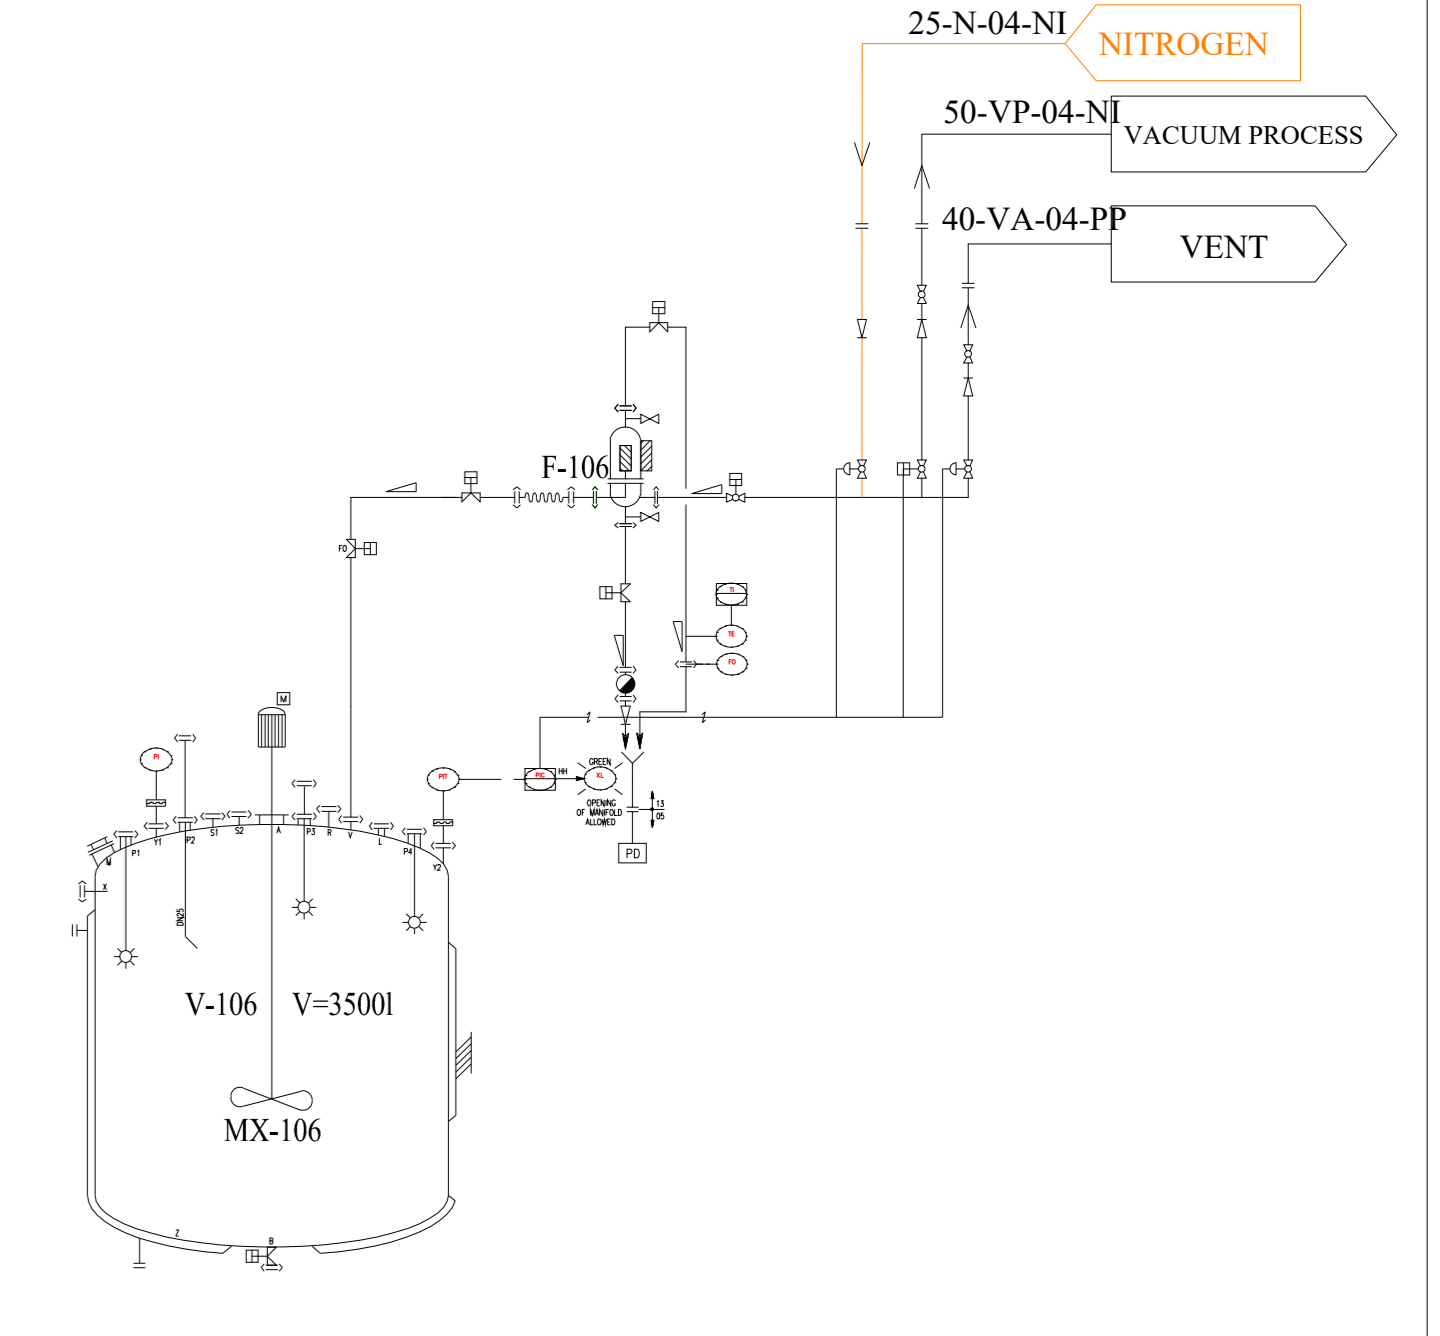 25-N-04-NI
NITROGEN
50-VP-04-NI
VACUUM PROCESS
40-VA-04-PP
VENT
F-106
FO
TI
TE
FO
M
PI
PIT
PIC
HH
GREEN
XL
OPENING
OF MANIFOLD
ALLOWED
13
05
PD
M
P1
Y1
P2
S1
S2
A
P3
R
V
L
P4
Y2
X
DN25
V-106
V=3500l
MX-106
Z
B